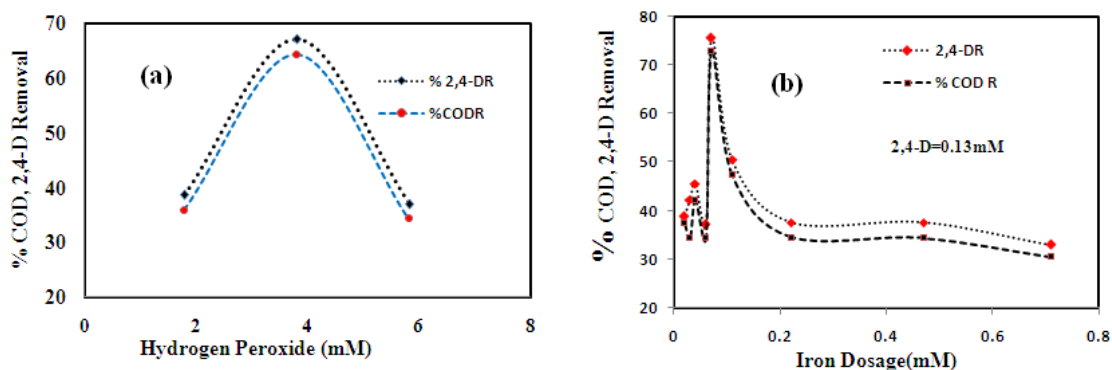 % COD, 2,4-D Removal
70
60
50
40
30
20
(a)
% 2,4-DR
%CODR
0
2
4
6
8
Hydrogen Peroxide (mM)
% COD, 2,4-D Removal
80
70
60
50
40
30
20
2,4-DR
% COD R
(b)
2,4-D=0.13mM
0
0.2
0.4
0.6
0.8
Iron Dosage(mM)